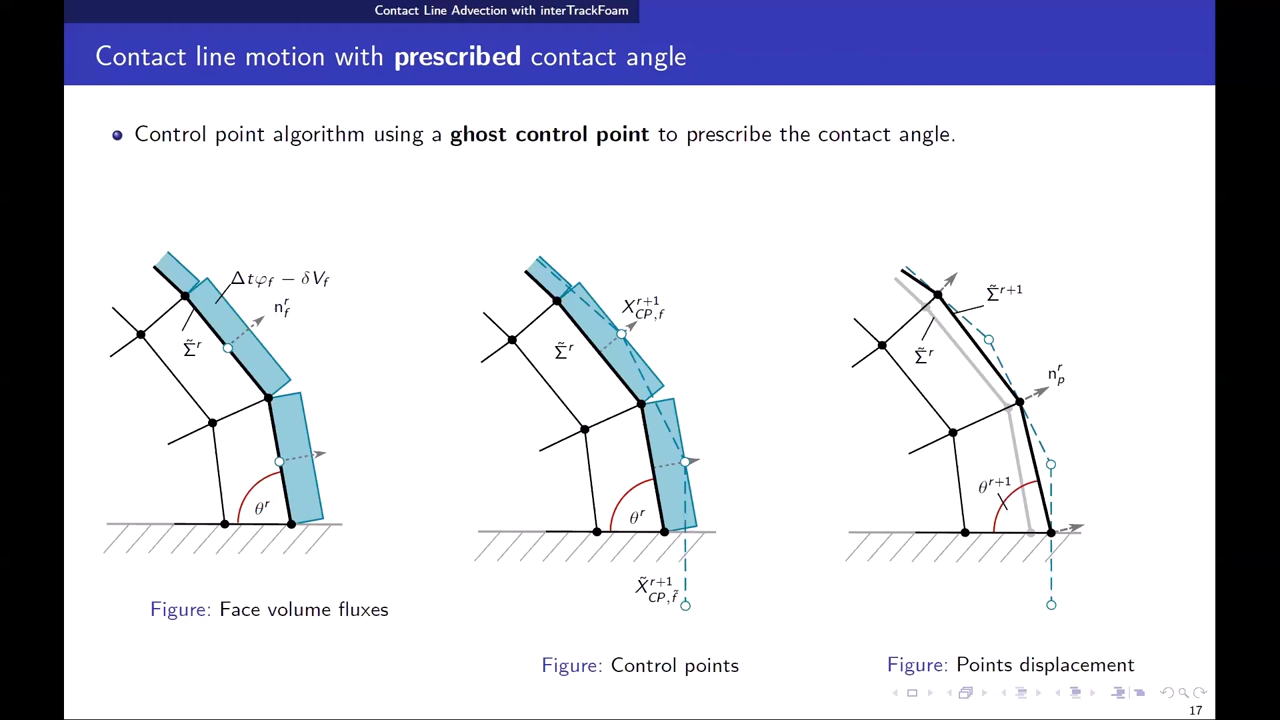 Contact Line Advection with interTrackFoam
Contact line motion with prescribed contact angle
Control point algorithm using a ghost control point to prescribe the contact angle.
Δtφ_f − δV_f
n^r_f
Σ̃^r
θ^r
Figure: Face volume fluxes
X^{r+1}_{CP,f}
Σ̃^r
θ^r
X̃^{r+1}_{CP,f̃}
Figure: Control points
Σ̃^{r+1}
Σ̃^r
n^r_p
θ^{r+1}
Figure: Points displacement
17